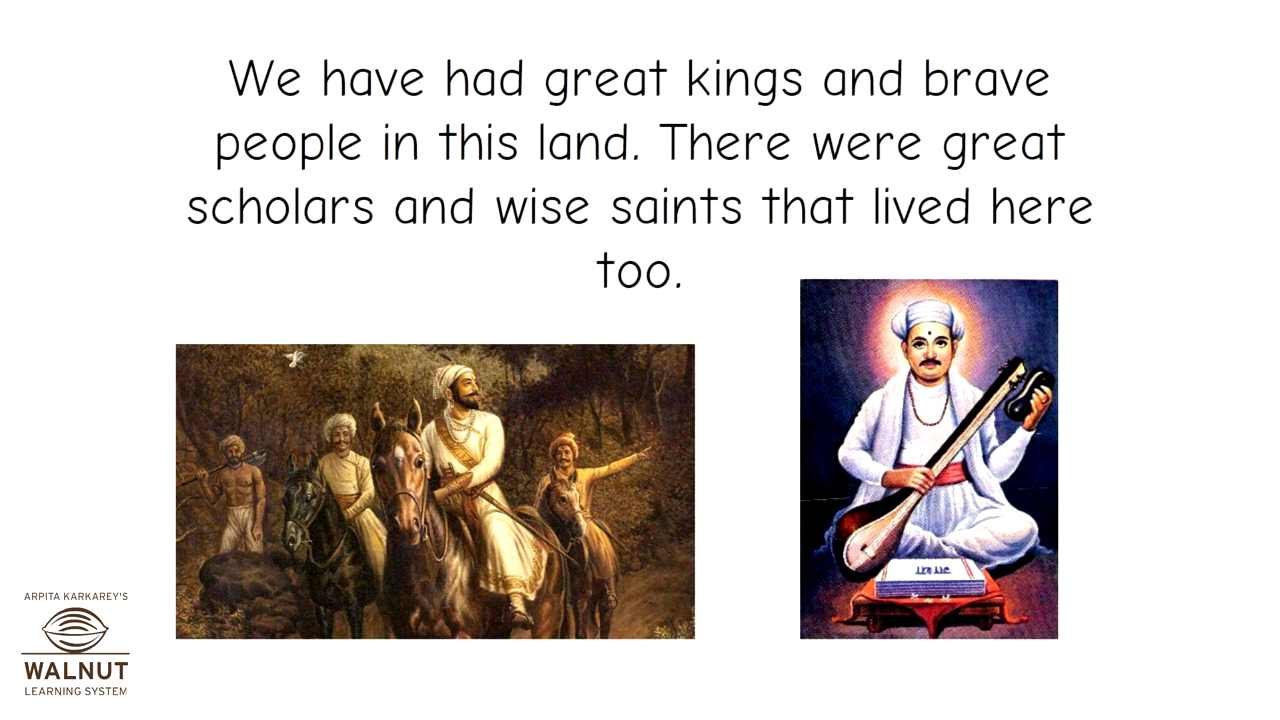 We have had great kings and brave
people in this land. There were great
scholars and wise saints that lived here
too.
ARPITA KARKAREY'S
WALNUT
LEARNING SYSTEM